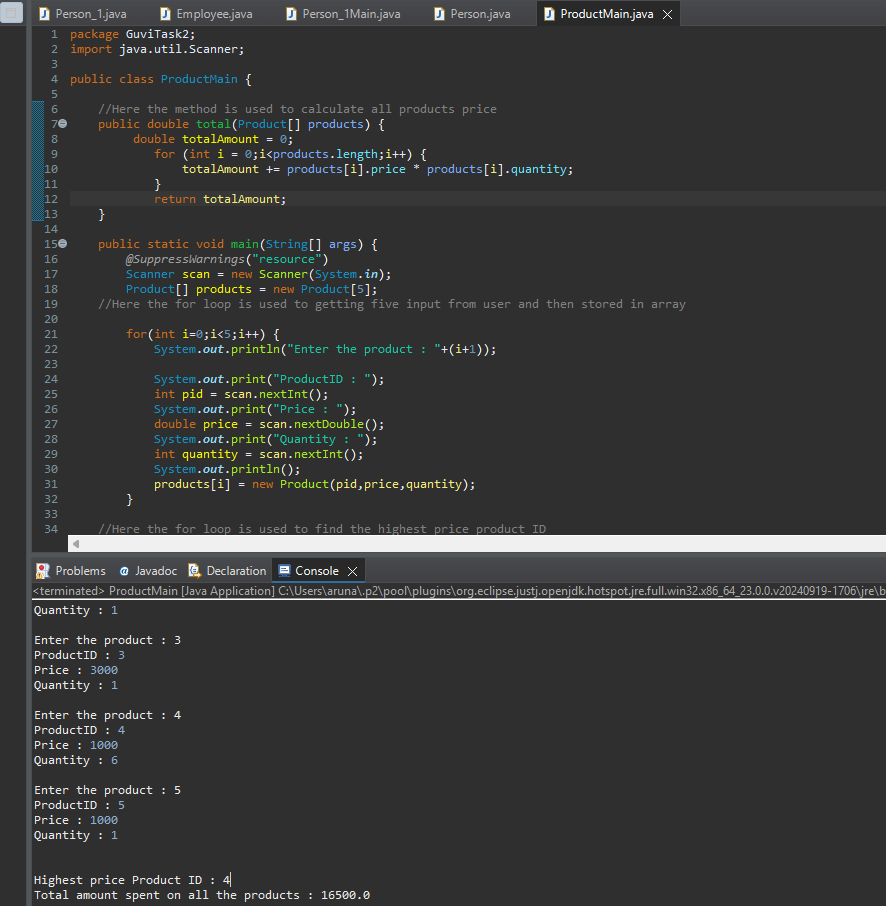 Person_1.java Employee.java Person_1Main.java Person.java ProductMain.java
1 package GuviTask2;
2 import java.util.Scanner;
3
4 public class ProductMain {
5
6 //Here the method is used to calculate all products price
7 public double total(Product[] products) {
8 double totalAmount = 0;
9 for (int i = 0;i<products.length;i++) {
10 totalAmount += products[i].price * products[i].quantity;
11 }
12 return totalAmount;
13 }
14
15 public static void main(String[] args) {
16 @SuppressWarnings("resource")
17 Scanner scan = new Scanner(System.in);
18 Product[] products = new Product[5];
19 //Here the for loop is used to getting five input from user and then stored in array
20
21 for(int i=0;i<5;i++) {
22 System.out.println("Enter the product : "+(i+1));
23
24 System.out.print("ProductID : ");
25 int pid = scan.nextInt();
26 System.out.print("Price : ");
27 double price = scan.nextDouble();
28 System.out.print("Quantity : ");
29 int quantity = scan.nextInt();
30 System.out.println();
31 products[i] = new Product(pid,price,quantity);
32 }
33
34 //Here the for loop is used to find the highest price product ID
Problems Javadoc Declaration Console
<terminated> ProductMain [Java Application] C:\Users\aruna\.p2\pool\plugins\org.eclipse.justj.openjdk.hotspot.jre.full.win32.x86_64_23.0.0.v20240919-1706\jre\b
Quantity : 1
Enter the product : 3
ProductID : 3
Price : 3000
Quantity : 1
Enter the product : 4
ProductID : 4
Price : 1000
Quantity : 6
Enter the product : 5
ProductID : 5
Price : 1000
Quantity : 1
Highest price Product ID : 4
Total amount spent on all the products : 16500.0